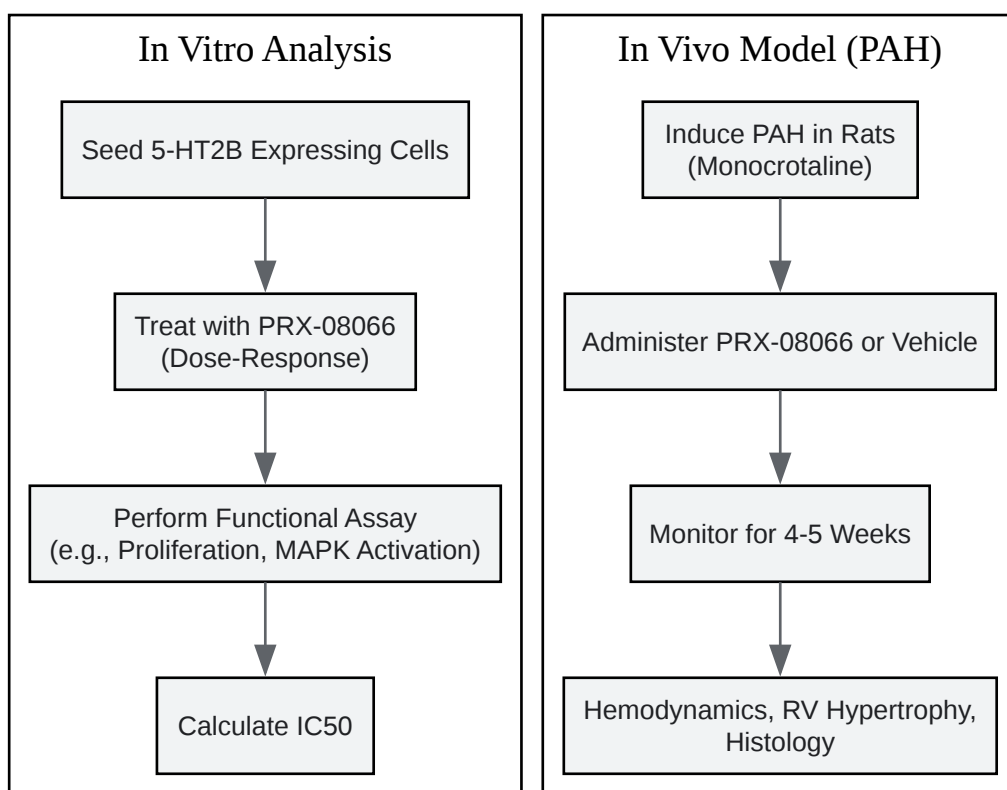 In Vitro Analysis
Seed 5-HT2B Expressing Cells
Treat with PRX-08066
(Dose-Response)
Perform Functional Assay
(e.g., Proliferation, MAPK Activation)
Calculate IC50
In Vivo Model (PAH)
Induce PAH in Rats
(Monocrotaline)
Administer PRX-08066 or Vehicle
Monitor for 4-5 Weeks
Hemodynamics, RV Hypertrophy,
Histology